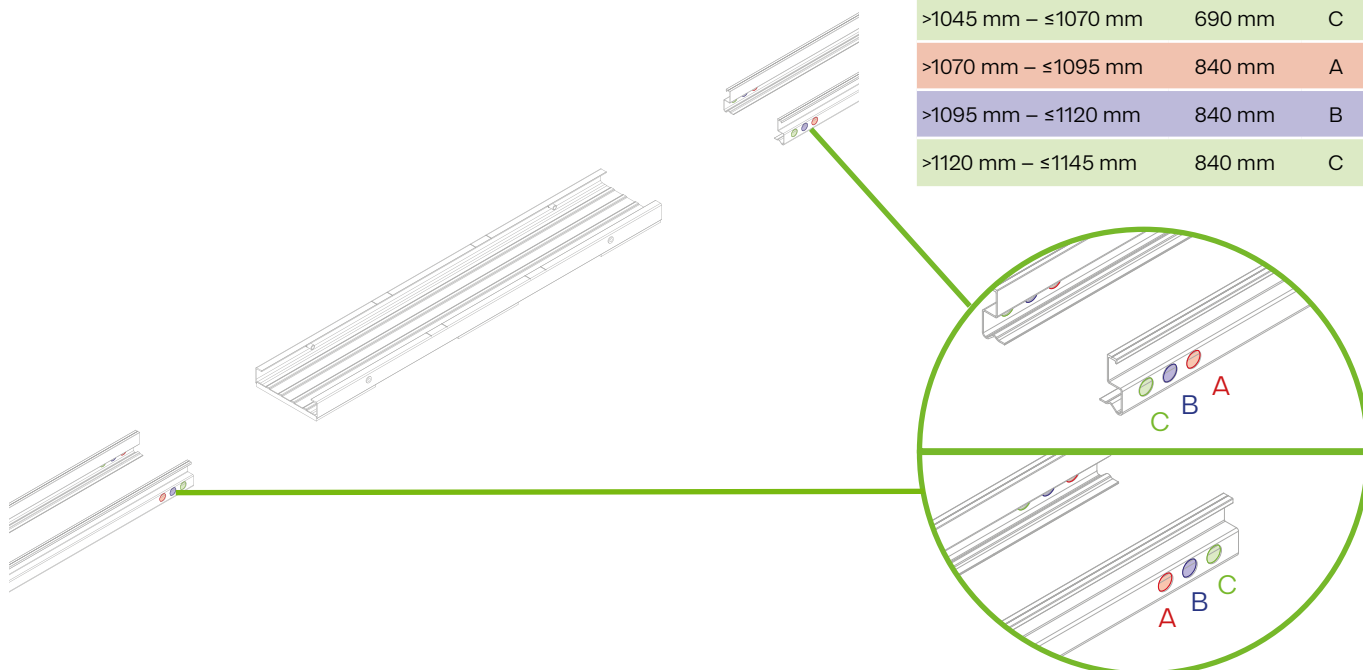 >1045 mm – ≤1070 mm 690 mm C
>1070 mm – ≤1095 mm 840 mm A
>1095 mm – ≤1120 mm 840 mm B
>1120 mm – ≤1145 mm 840 mm C
C B A
A B C